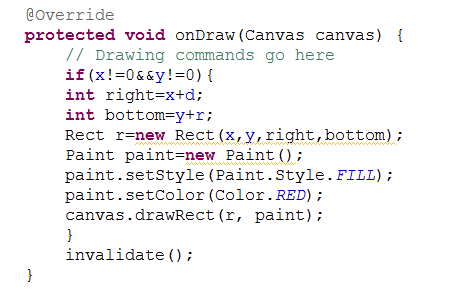 @Override
protected void onDraw(Canvas canvas) {
// Drawing commands go here
if(x!=0&&y!=0){
int right=x+d;
int bottom=y+r;
Rect r=new Rect(x,y,right,bottom);
Paint paint=new Paint();
paint.setStyle(Paint.Style.FILL);
paint.setColor(Color.RED);
canvas.drawRect(r, paint);
}
invalidate();
}